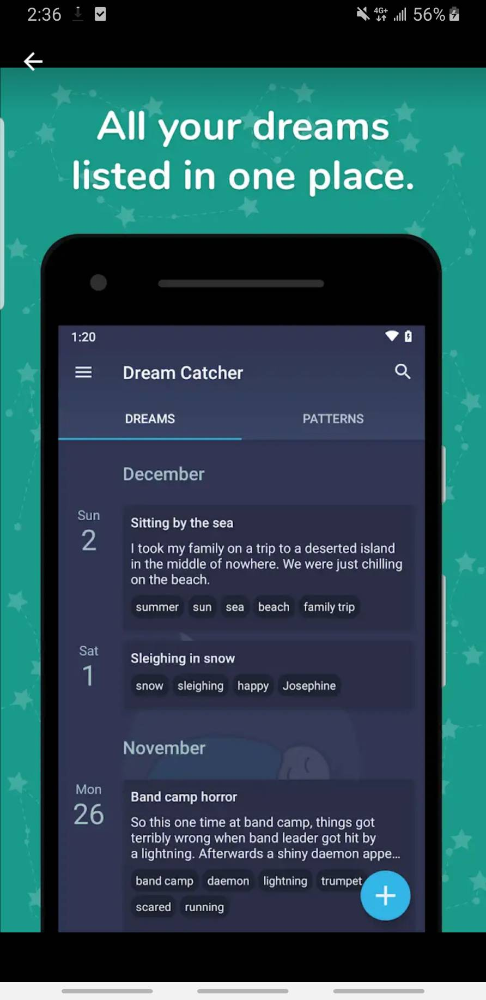 2:36
4G+
56%
All your dreams
listed in one place.
1:20
Dream Catcher
DREAMS
PATTERNS
December
Sun
2
Sitting by the sea
I took my family on a trip to a deserted island
in the middle of nowhere. We were just chilling
on the beach.
summer sun sea beach family trip
Sat
1
Sleighing in snow
snow sleighing happy Josephine
November
Mon
26
Band camp horror
So this one time at band camp, things got
terribly wrong when band leader got hit by
a lightning. Afterwards a shiny daemon appe...
band camp daemon lightning trumpet
scared running